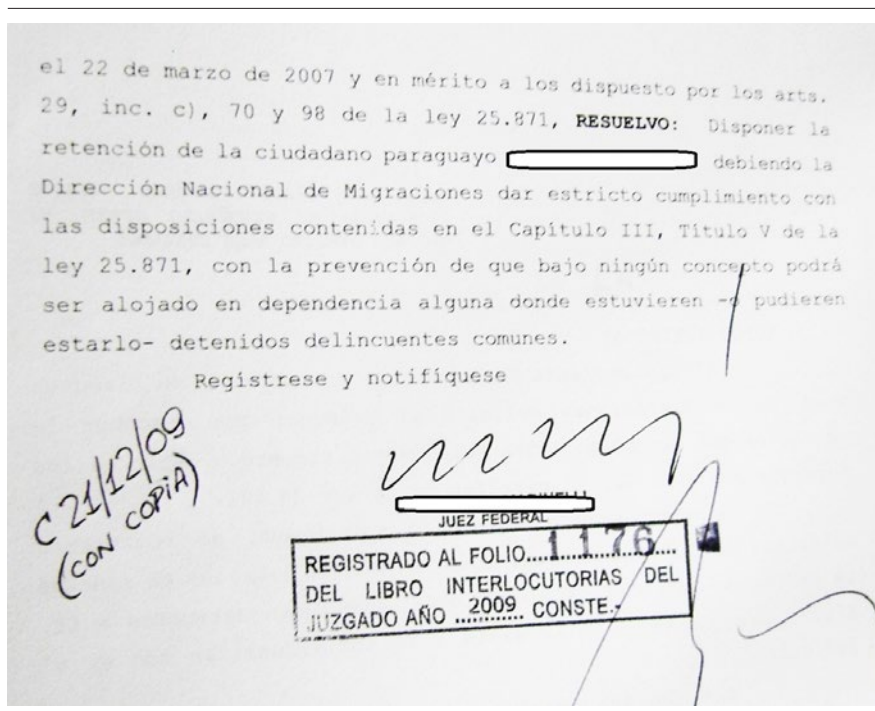 el 22 de marzo de 2007 y en mérito a los dispuesto por los arts.
29, inc. c), 70 y 98 de la ley 25.871, RESUELVO: Disponer la
retención de la ciudadano paraguayo debiendo la
Dirección Nacional de Migraciones dar estricto cumplimiento con
las disposiciones contenidas en el Capítulo III, Título V de la
ley 25.871, con la prevención de que bajo ningún concepto podrá
ser alojado en dependencia alguna donde estuvieren -o pudieren
estarlo- detenidos delincuentes comunes.
Regístrese y notifíquese
C 21/12/09
(CON COPIA)
JUEZ FEDERAL
REGISTRADO AL FOLIO....1176....
DEL LIBRO INTERLOCUTORIAS DEL
JUZGADO AÑO ...2009... CONSTE.-